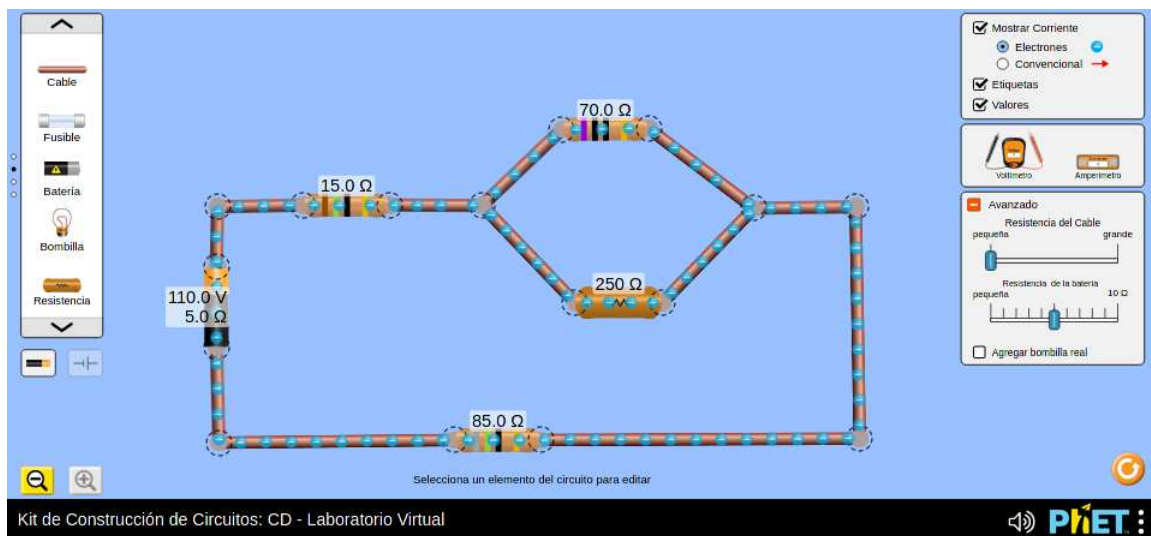 Cable
Fusible
Batería
Bombilla
Resistencia
70.0 Ω
15.0 Ω
250 Ω
110.0 V
5.0 Ω
85.0 Ω
Selecciona un elemento del circuito para editar
Mostrar Corriente
Electrones
Convencional
Etiquetas
Valores
Voltímetro
Amperímetro
Avanzado
Resistencia del Cable
pequeña grande
Resistencia de la batería
pequeña 10 Ω
Agregar bombilla real
Kit de Construcción de Circuitos: CD - Laboratorio Virtual
PhET